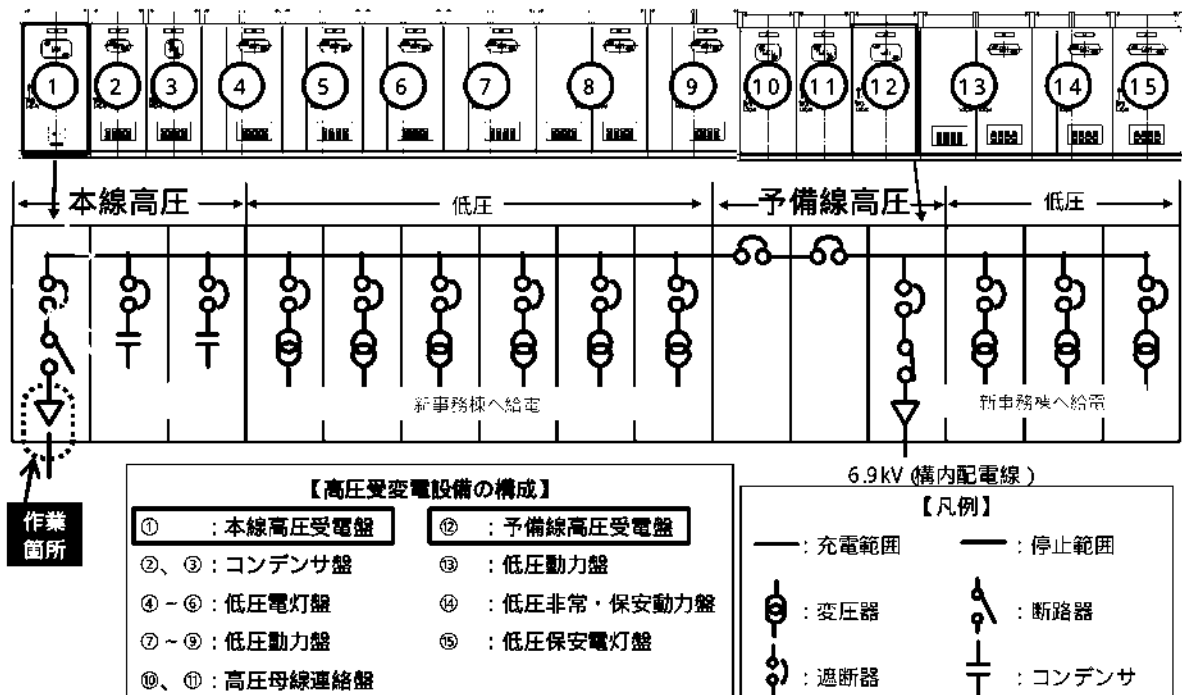 1 2 3 4 5 6 7 8 9 10 11 12 13 14 15
本線高圧 低圧 予備線高圧 低圧
新事務棟へ給電 新事務棟へ給電
6.9kV (構内配電線)
作業
箇所
【高圧受変電設備の構成】
① :本線高圧受電盤 ⑫ :予備線高圧受電盤
②、③:コンデンサ盤 ⑬ :低圧動力盤
④~⑥:低圧電灯盤 ⑭ :低圧非常・保安動力盤
⑦~⑨:低圧動力盤 ⑮ :低圧保安電灯盤
⑩、⑪:高圧母線連絡盤
【凡例】
:充電範囲 :停止範囲
:変圧器 :断路器
:遮断器 :コンデンサ